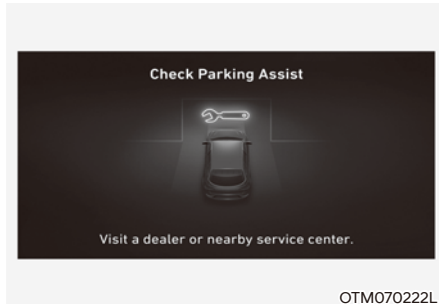 Check Parking Assist
Visit a dealer or nearby service center.
OTM070222L